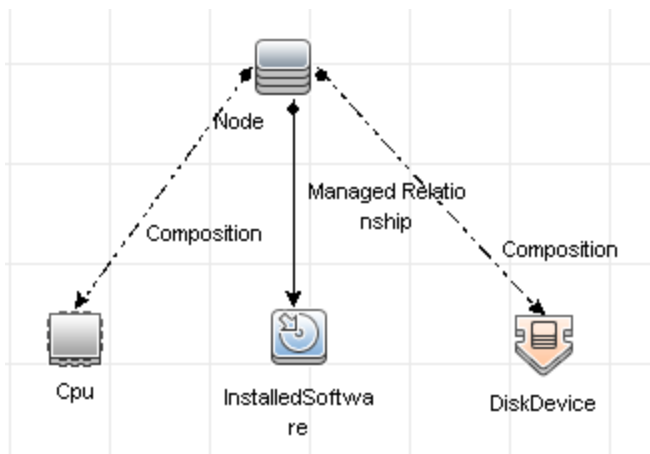 Node
Managed Relatio
nship
Composition
Composition
Cpu
InstalledSoftwa
re
DiskDevice